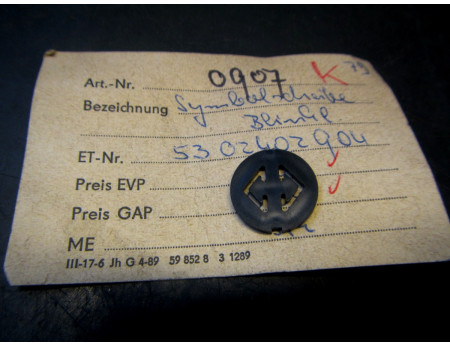 79
Art.-Nr. 0907 K
Bezeichnung Symbolscheibe
ET-Nr. 5302402904
Preis EVP
Preis GAP
ME
III-17-6 Jh G 4-89 59 852 8 3 1289